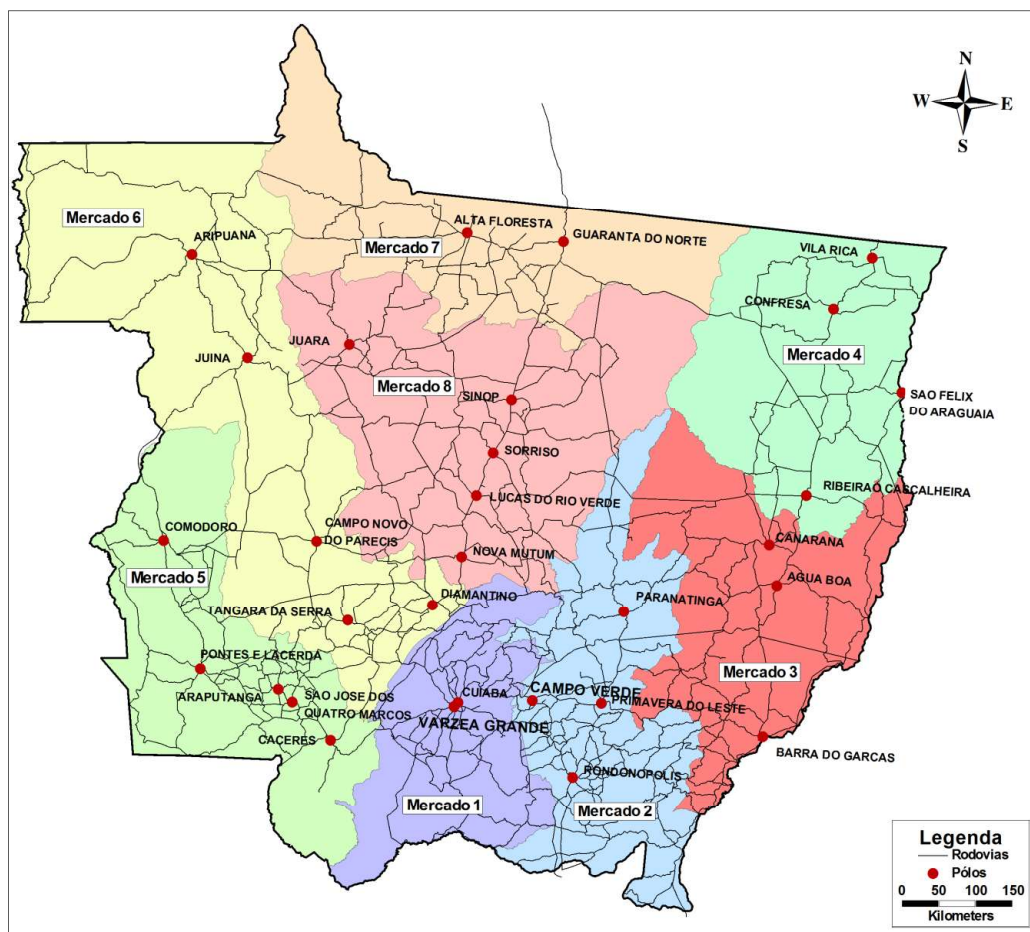 N
W
E
S
Mercado 6
ARIPUANA
ALTA FLORESTA
Mercado 7
GUARANTA DO NORTE
VILA RICA
CONFRESA
Mercado 4
JUARA
JUINA
Mercado 8
SINOP
SAO FELIX
DO ARAGUAIA
SORRISO
LUCAS DO RIO VERDE
RIBEIRAO CASCALHEIRA
COMODORO
CAMPO NOVO
DO PARECIS
CANARANA
NOVA MUTUM
Mercado 5
AGUA BOA
DIAMANTINO
PARANATINGA
TANGARA DA SERRA
PONTES E LACERDA
Mercado 3
ARAPUTANGA
SAO JOSE DOS
QUATRO MARCOS
CUIABA
CAMPO VERDE
PRIMAVERA DO LESTE
VARZEA GRANDE
CACERES
BARRA DO GARCAS
RONDONOPOLIS
Mercado 1
Mercado 2
Legenda
Rodovias
Pólos
0 50 100 150
Kilometers